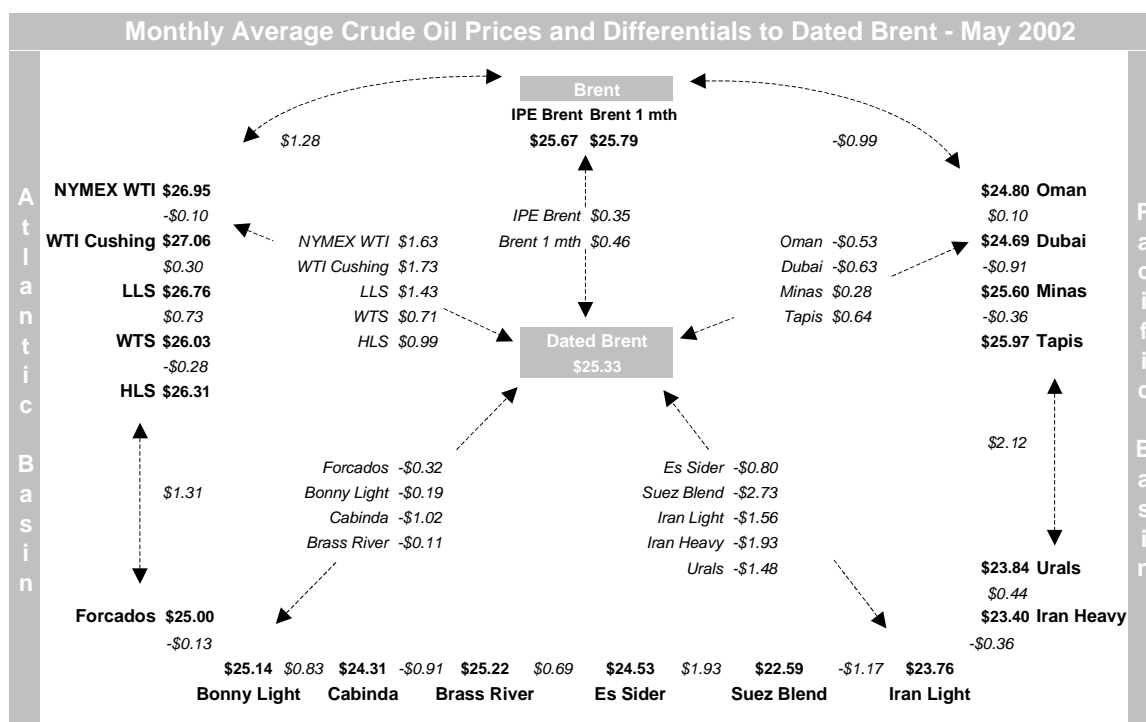 Monthly Average Crude Oil Prices and Differentials to Dated Brent - May 2002
Brent
IPE Brent Brent 1 mth
$25.67 $25.79
$1.28
-$0.99
Atlantic Basin
NYMEX WTI $26.95
-$0.10
WTI Cushing $27.06
$0.30
LLS $26.76
$0.73
WTS $26.03
-$0.28
HLS $26.31
NYMEX WTI $1.63
WTI Cushing $1.73
LLS $1.43
WTS $0.71
HLS $0.99
IPE Brent $0.35
Brent 1 mth $0.46
Oman -$0.53
Dubai -$0.63
Minas $0.28
Tapis $0.64
$24.80 Oman
$0.10
$24.69 Dubai
-$0.91
$25.60 Minas
-$0.36
$25.97 Tapis
Pacific Basin
Dated Brent
$25.33
$1.31
$2.12
Forcados -$0.32
Bonny Light -$0.19
Cabinda -$1.02
Brass River -$0.11
Es Sider -$0.80
Suez Blend -$2.73
Iran Light -$1.56
Iran Heavy -$1.93
Urals -$1.48
$23.84 Urals
$0.44
$23.40 Iran Heavy
-$0.36
Forcados $25.00
-$0.13
$25.14 $0.83 $24.31 -$0.91 $25.22 $0.69 $24.53 $1.93 $22.59 -$1.17 $23.76
Bonny Light Cabinda Brass River Es Sider Suez Blend Iran Light